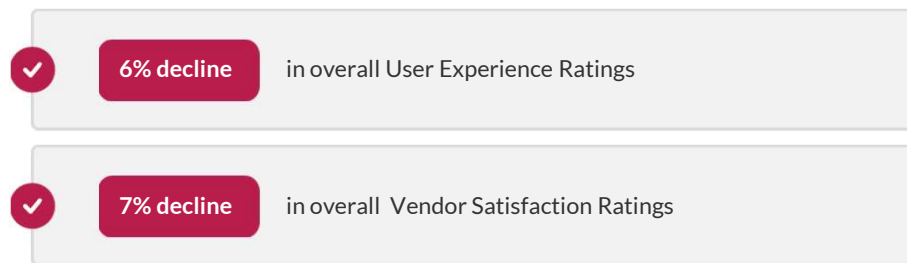 6% decline in overall User Experience Ratings
7% decline in overall Vendor Satisfaction Ratings